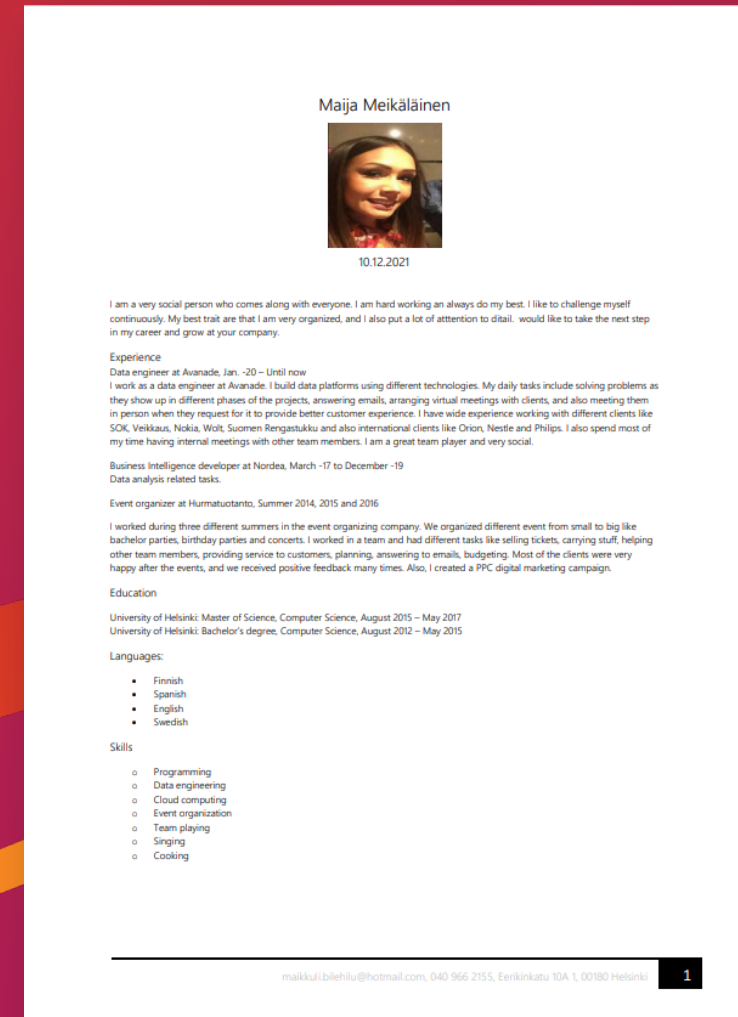 Maija Meikäläinen
10.12.2021
I am a very social person who comes along with everyone. I am hard working an always do my best. I like to challenge myself
continuously. My best trait are that I am very organized, and I also put a lot of atttention to ditail.  would like to take the next step
in my career and grow at your company.
Experience
Data engineer at Avanade, Jan. -20 – Until now
I work as a data engineer at Avanade. I build data platforms using different technologies. My daily tasks include solving problems as
they show up in different phases of the projects, answering emails, arranging virtual meetings with clients, and also meeting them
in person when they request for it to provide better customer experience. I have wide experience working with different clients like
SOK, Veikkaus, Nokia, Wolt, Suomen Rengastukku and also international clients like Orion, Nestle and Philips. I also spend most of
my time having internal meetings with other team members. I am a great team player and very social.
Business Intelligence developer at Nordea, March -17 to December -19
Data analysis related tasks.
Event organizer at Hurmatuotanto, Summer 2014, 2015 and 2016
I worked during three different summers in the event organizing company. We organized different event from small to big like
bachelor parties, birthday parties and concerts. I worked in a team and had different tasks like selling tickets, carrying stuff, helping
other team members, providing service to customers, planning, answering to emails, budgeting. Most of the clients were very
happy after the events, and we received positive feedback many times. Also, I created a PPC digital marketing campaign.
Education
University of Helsinki: Master of Science, Computer Science, August 2015 – May 2017
University of Helsinki: Bachelor's degree, Computer Science, August 2012 – May 2015
Languages:
• Finnish
• Spanish
• English
• Swedish
Skills
o Programming
o Data engineering
o Cloud computing
o Event organization
o Team playing
o Singing
o Cooking
maikkuli.bilehilu@hotmail.com, 040 966 2155, Eerikinkatu 10A 1, 00180 Helsinki
1